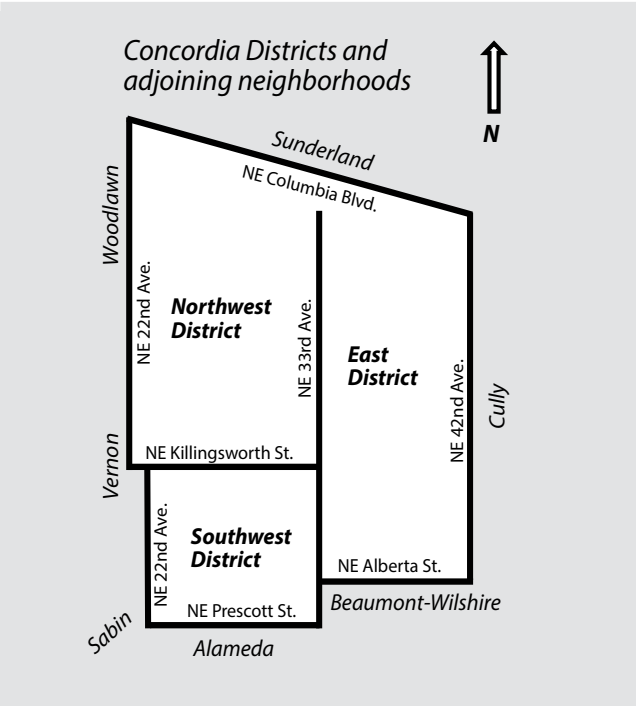 Concordia Districts and
adjoining neighborhoods
N
Sunderland
NE Columbia Blvd.
Woodlawn
NE 22nd Ave.
Northwest
District
NE 33rd Ave.
East
District
NE 42nd Ave.
Cully
Vernon
NE Killingsworth St.
NE 22nd Ave.
Southwest
District
NE Alberta St.
NE Prescott St.
Beaumont-Wilshire
Sabin
Alameda